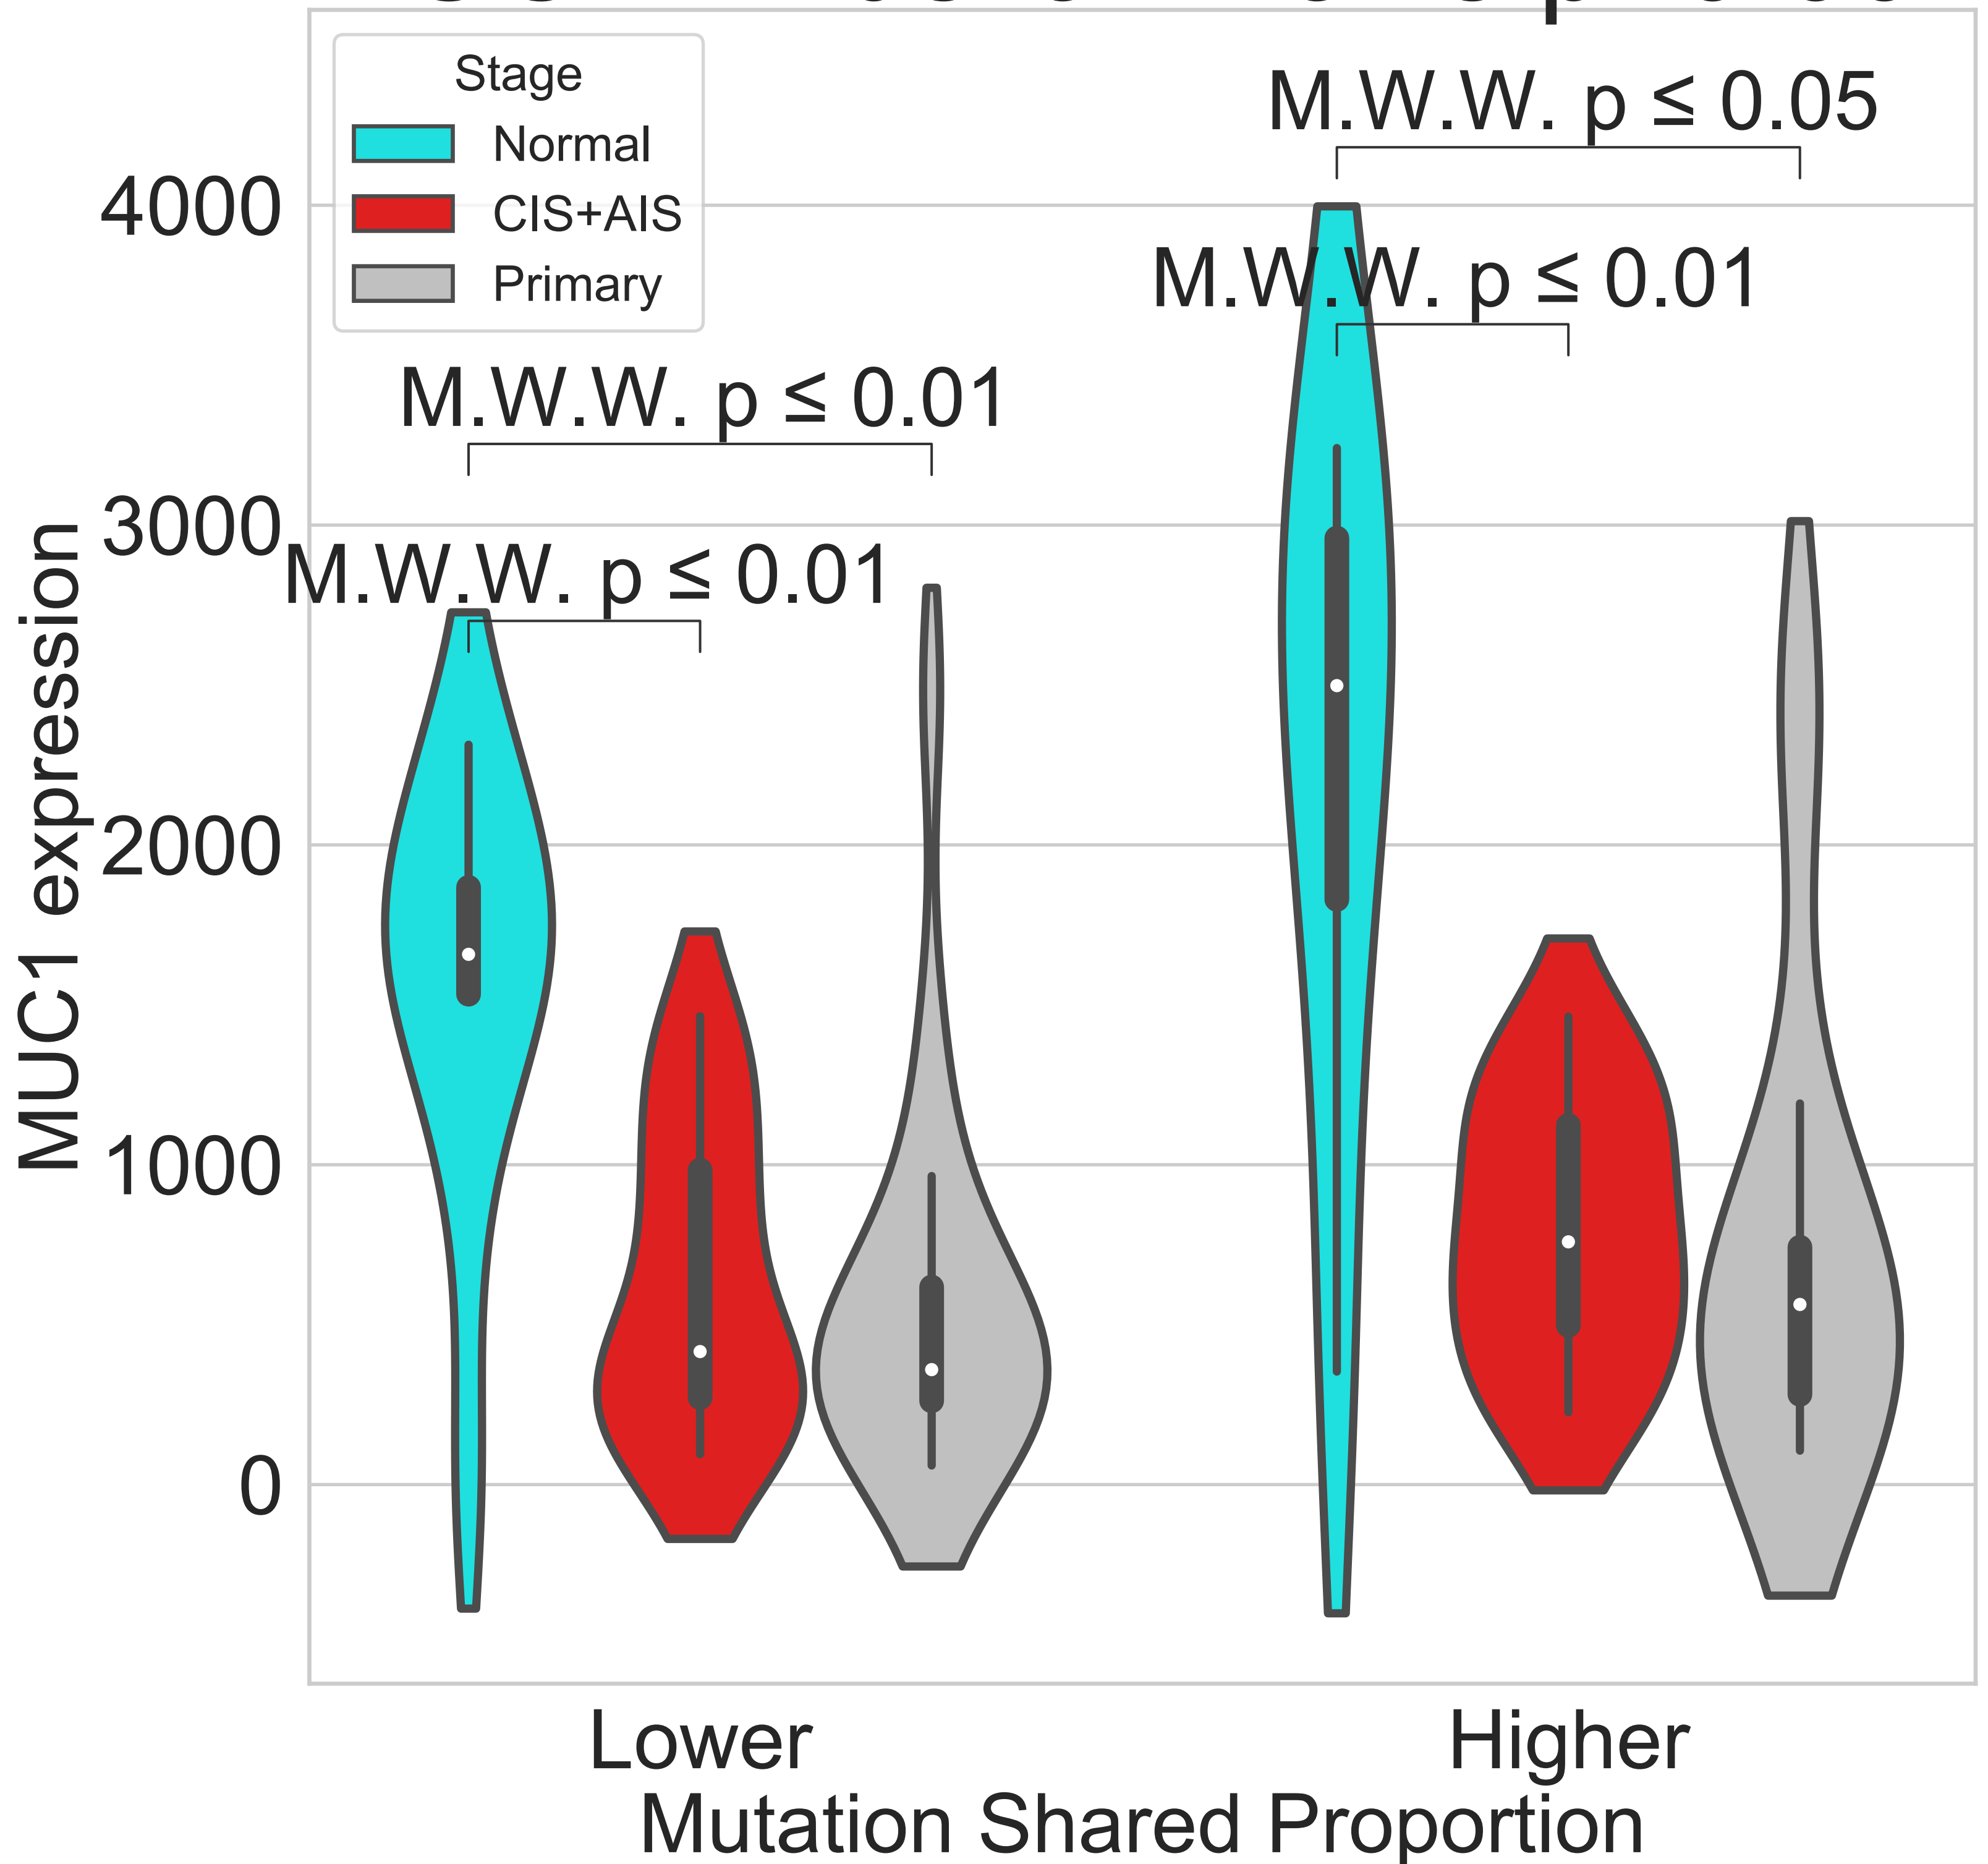 M.W.W. p ≤ 0.05
Stage
Normal
CIS+AIS
Primary
4000
M.W.W. p ≤ 0.01
M.W.W. p ≤ 0.01
3000
M.W.W. p ≤ 0.01
MUC1 expression
2000
1000
0
Lower
Higher
Mutation Shared Proportion